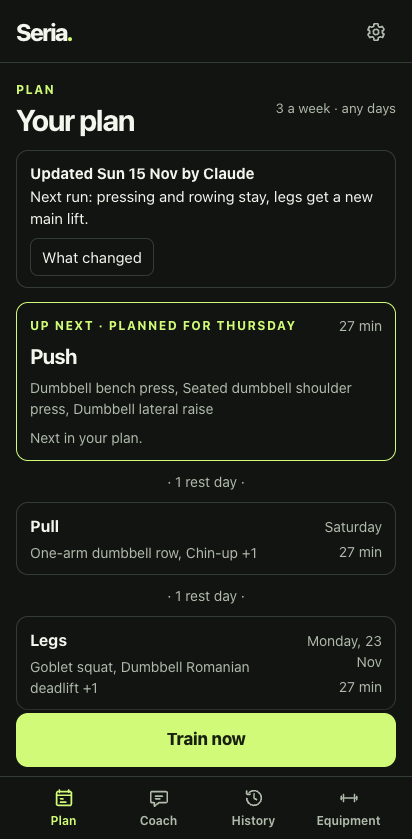 Seria.
PLAN
Your plan
3 a week · any days
Updated Sun 15 Nov by Claude
Next run: pressing and rowing stay, legs get a new
main lift.
What changed
UP NEXT · PLANNED FOR THURSDAY
27 min
Push
Dumbbell bench press, Seated dumbbell shoulder
press, Dumbbell lateral raise
Next in your plan.
· 1 rest day ·
Pull
Saturday
One-arm dumbbell row, Chin-up +1
27 min
· 1 rest day ·
Legs
Monday, 23
Nov
Goblet squat, Dumbbell Romanian
deadlift +1
27 min
Train now
Plan
Coach
History
Equipment